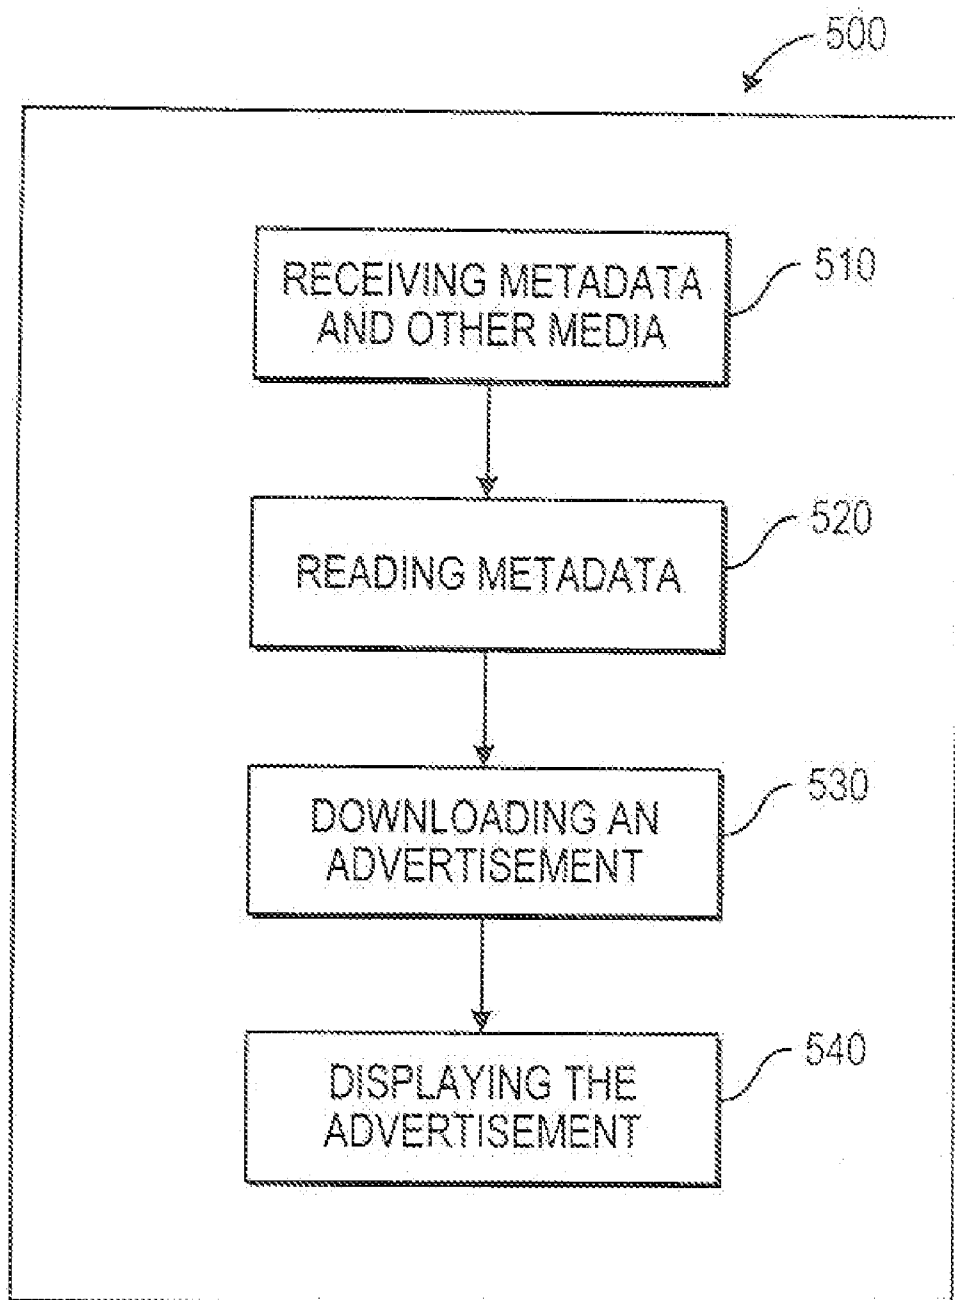 500
RECEIVING METADATA
AND OTHER MEDIA
510
READING METADATA
520
DOWNLOADING AN
ADVERTISEMENT
530
DISPLAYING THE
ADVERTISEMENT
540